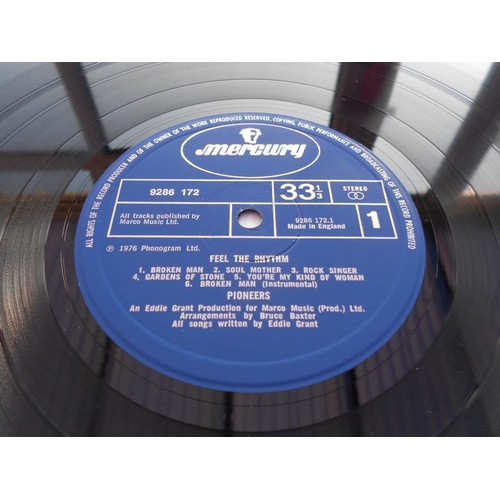 ALL RIGHTS OF THE RECORD PRODUCER AND OF THE OWNER OF THE WORK REPRODUCED RESERVED. COPYING, PUBLIC PERFORMANCE AND BROADCASTING OF THIS RECORD PROHIBITED
mercury
9286 172
33 1/3
STEREO
All tracks published by
Marco Music Ltd.
9286 172.1
Made in England
1
℗ 1976 Phonogram Ltd.
FEEL THE RHYTHM
1. BROKEN MAN 2. SOUL MOTHER 3. ROCK SINGER
4. GARDENS OF STONE 5. YOU'RE MY KIND OF WOMAN
6. BROKEN MAN (Instrumental)
PIONEERS
An Eddie Grant Production for Marco Music (Prod.) Ltd.
Arrangements by Bruce Baxter
All songs written by Eddie Grant